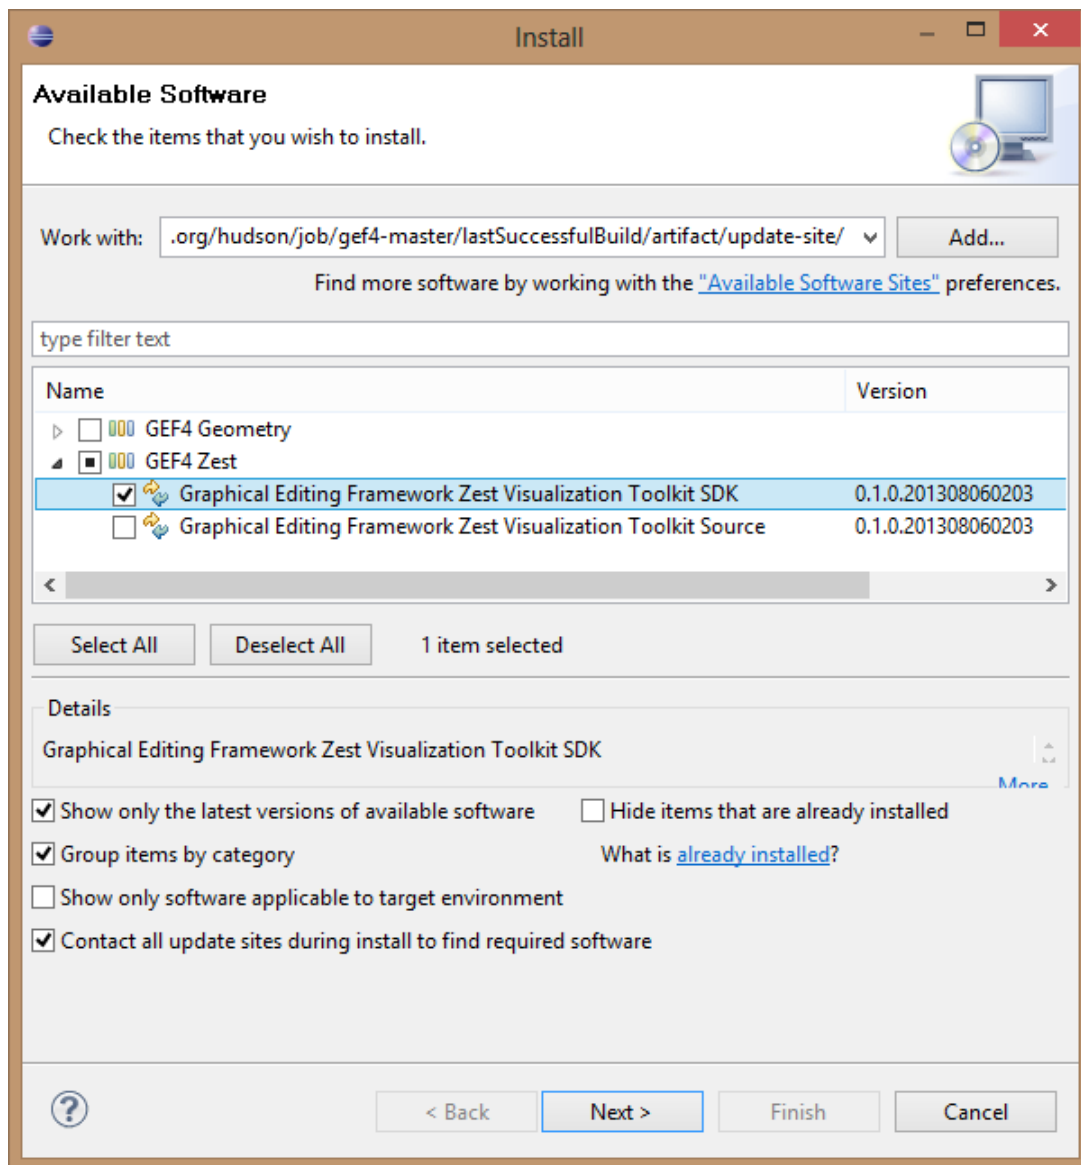 Install
Available Software
Check the items that you wish to install.
Work with: .org/hudson/job/gef4-master/lastSuccessfulBuild/artifact/update-site/ Add...
Find more software by working with the "Available Software Sites" preferences.
type filter text
Name Version
GEF4 Geometry
GEF4 Zest
Graphical Editing Framework Zest Visualization Toolkit SDK 0.1.0.201308060203
Graphical Editing Framework Zest Visualization Toolkit Source 0.1.0.201308060203
Select All Deselect All 1 item selected
Details
Graphical Editing Framework Zest Visualization Toolkit SDK
More
Show only the latest versions of available software Hide items that are already installed
Group items by category What is already installed?
Show only software applicable to target environment
Contact all update sites during install to find required software
? < Back Next > Finish Cancel